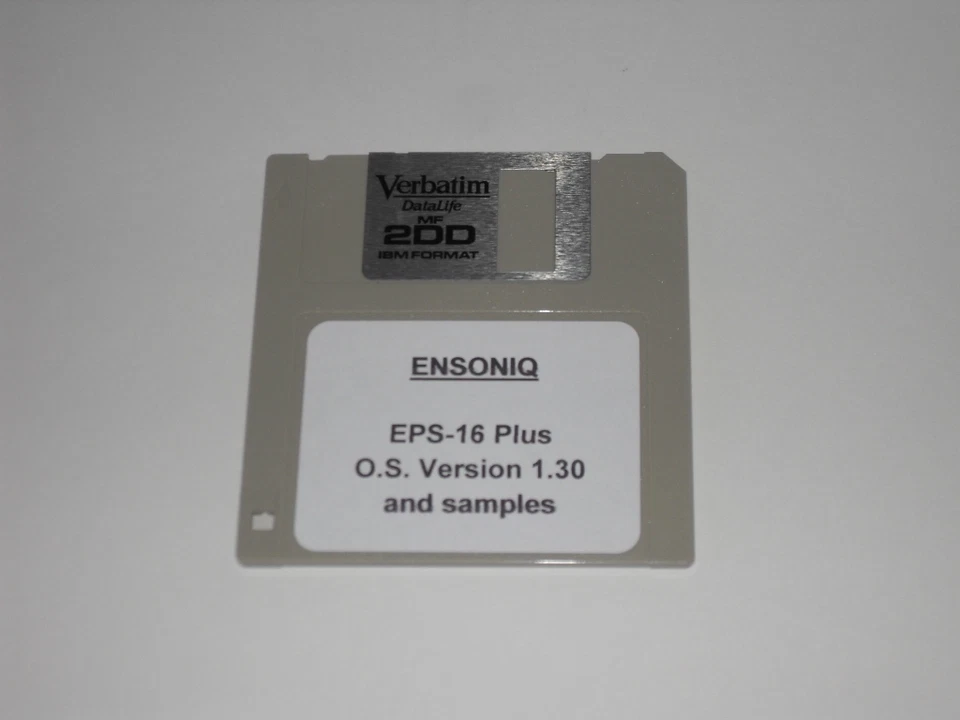 Verbatim
DataLife
MF
2DD
IBM FORMAT
ENSONIQ
EPS-16 Plus
O.S. Version 1.30
and samples